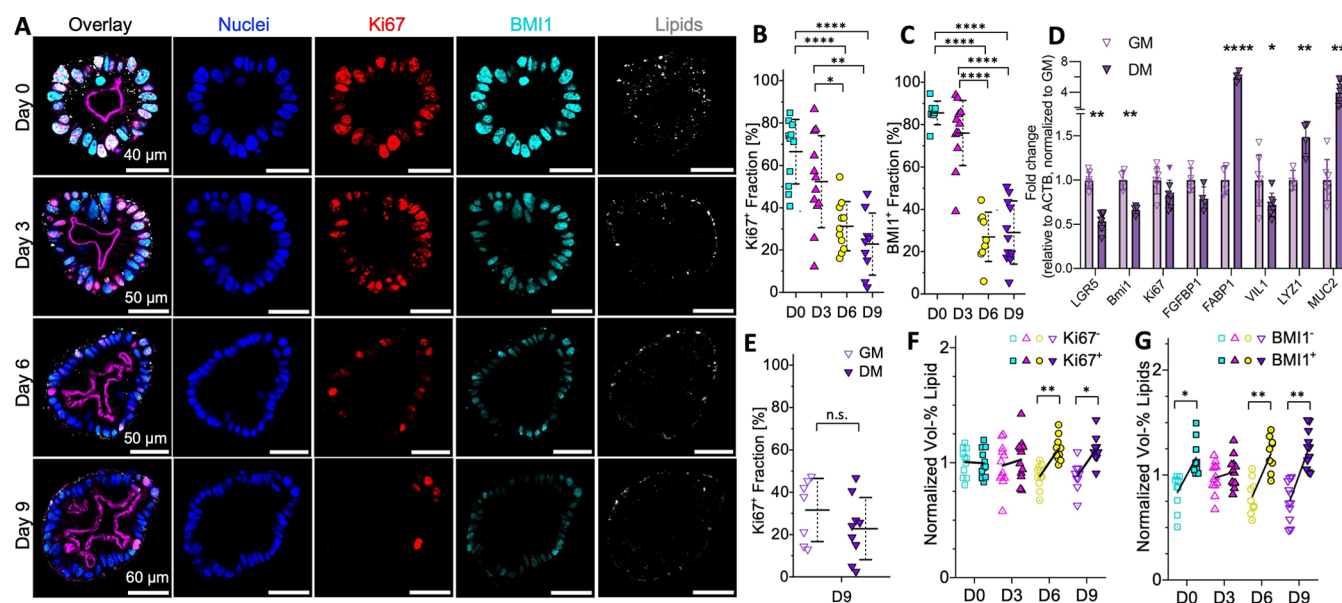 A
Overlay
Nuclei
Ki67
BMI1
Lipids
Day 0
40 µm
Day 3
50 µm
Day 6
50 µm
Day 9
60 µm
B
****
****
**
*
Ki67+ Fraction [%]
100
80
60
40
20
0
D0 D3 D6 D9
C
****
****
****
****
BMI1+ Fraction [%]
100
80
60
40
20
0
D0 D3 D6 D9
D
GM
DM
** ** **** * ** **
Fold change
(relative to ACTB, normalized to GM)
8
6
4
2
1.5
1.0
0.5
0.0
LGR5 Bmi1 Ki67 FGFBP1 FABP1 VIL1 LYZ1 MUC2
E
GM
DM
n.s.
Ki67+ Fraction [%]
100
80
60
40
20
0
D9
F
Ki67-
Ki67+
** *
Normalized Vol-% Lipid
2
1
0
D0 D3 D6 D9
G
BMI1-
BMI1+
* ** **
Normalized Vol-% Lipids
2
1
0
D0 D3 D6 D9